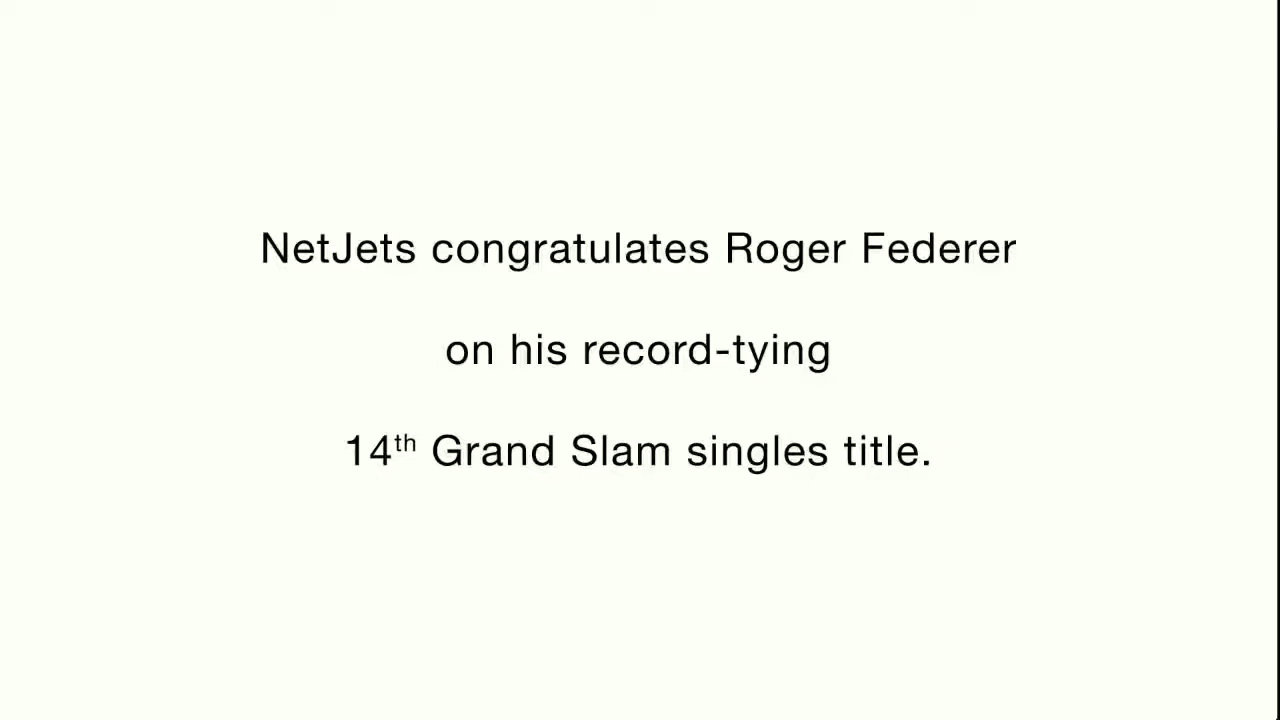 NetJets congratulates Roger Federer
on his record-tying
14th Grand Slam singles title.